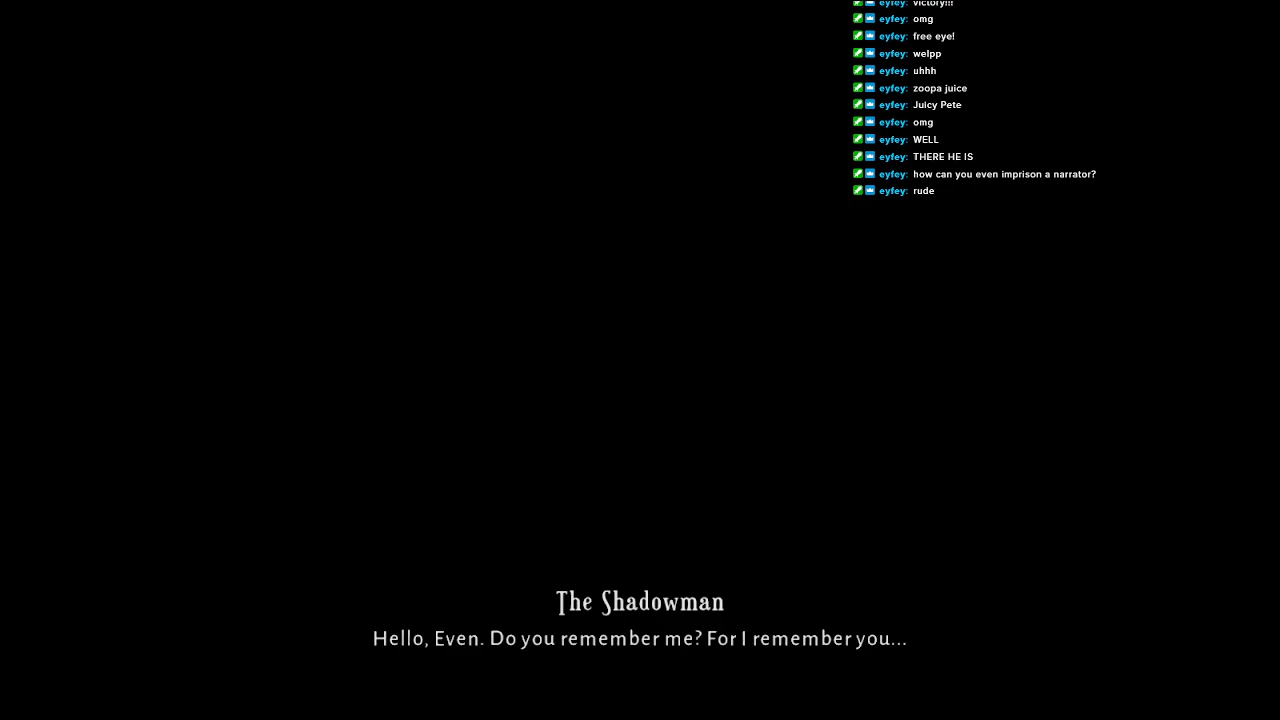 eyfey: victory!!!
eyfey: omg
eyfey: free eye!
eyfey: welpp
eyfey: uhhh
eyfey: zoopa juice
eyfey: Juicy Pete
eyfey: omg
eyfey: WELL
eyfey: THERE HE IS
eyfey: how can you even imprison a narrator?
eyfey: rude
The Shadowman
Hello, Even. Do you remember me? For I remember you...